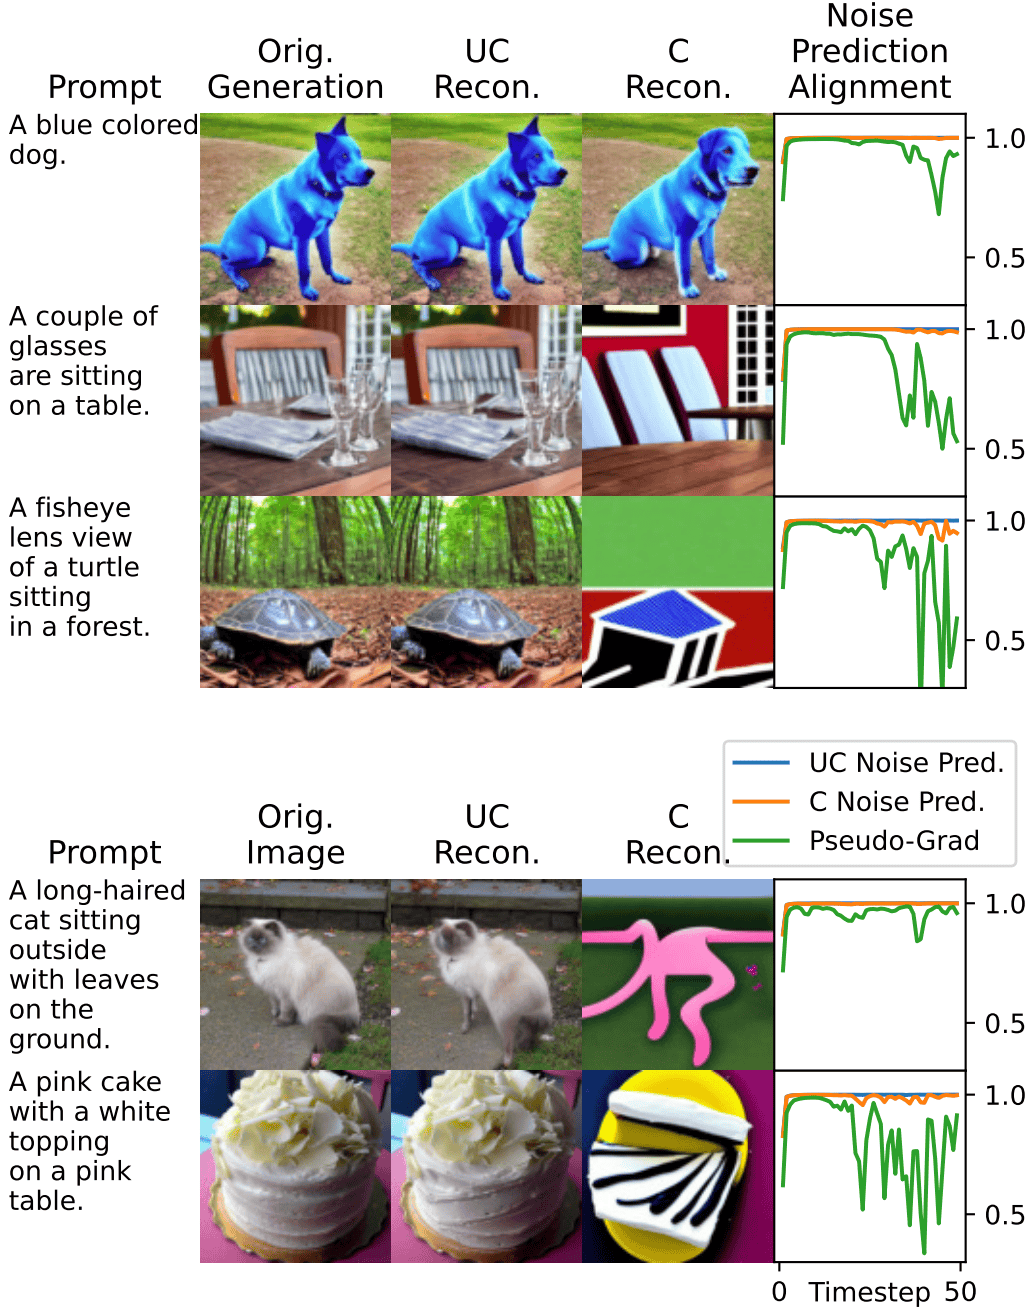 Prompt
Orig.
Generation
UC
Recon.
C
Recon.
Noise
Prediction
Alignment
A blue colored
dog.
1.0
0.5
A couple of
glasses
are sitting
on a table.
1.0
0.5
A fisheye
lens view
of a turtle
sitting
in a forest.
1.0
0.5
UC Noise Pred.
C Noise Pred.
Pseudo-Grad
Prompt
Orig.
Image
UC
Recon.
C
Recon.
A long-haired
cat sitting
outside
with leaves
on the
ground.
1.0
0.5
A pink cake
with a white
topping
on a pink
table.
1.0
0.5
0 Timestep 50